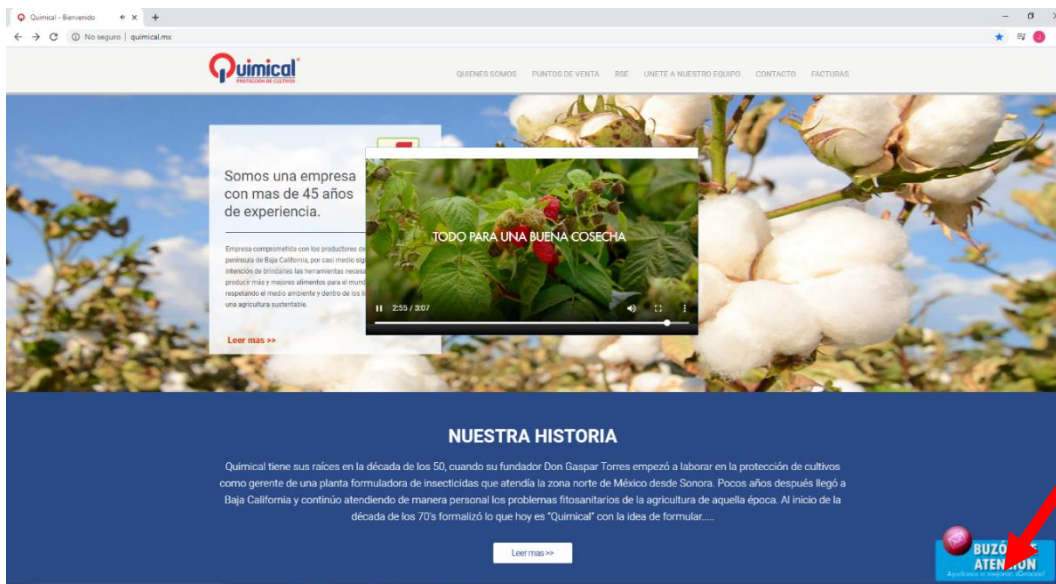 Quimical - Bienvenido
No seguro | quimical.mx
Quimical
PROTECCIÓN DE CULTIVOS
QUIENES SOMOS PUNTOS DE VENTA RSE UNETE A NUESTRO EQUIPO CONTACTO FACTURAS
Somos una empresa
con mas de 45 años
de experiencia.
Empresa comprometida con los productores de
península de Baja California, por casi medio
intención de brindarles las herramientas
producir más y mejores alimentos para el
respetando el medio ambiente y dentro de los
una agricultura sustentable.
Leer mas >>
TODO PARA UNA BUENA COSECHA
2:55 / 3:07
NUESTRA HISTORIA
Quimical tiene sus raíces en la década de los 50, cuando su fundador Don Gaspar Torres empezó a laborar en la protección de cultivos
como gerente de una planta formuladora de insecticidas que atendía la zona norte de México desde Sonora. Pocos años después llegó a
Baja California y continúo atendiendo de manera personal los problemas fitosanitarios de la agricultura de aquella época. Al inicio de la
década de los 70's formalizó lo que hoy es "Quimical" con la idea de formular.....
Leer mas >>
ATENCIÓN
Ayudanos a mejorar